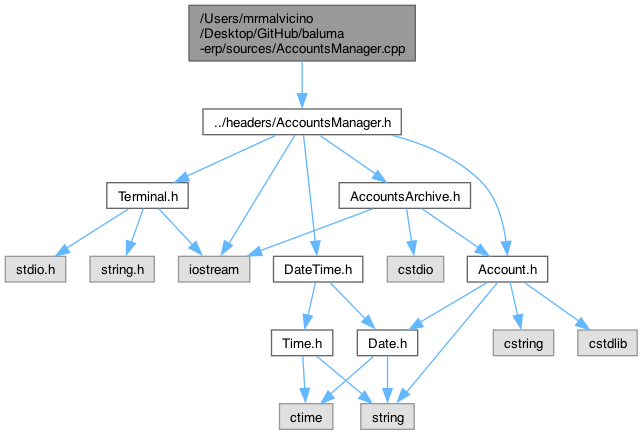 /Users/mrmalvicino
/Desktop/GitHub/baluma
-erp/sources/AccountsManager.cpp
../headers/AccountsManager.h
Terminal.h
AccountsArchive.h
stdio.h
string.h
iostream
DateTime.h
cstdio
Account.h
Time.h
Date.h
cstring
cstdlib
ctime
string